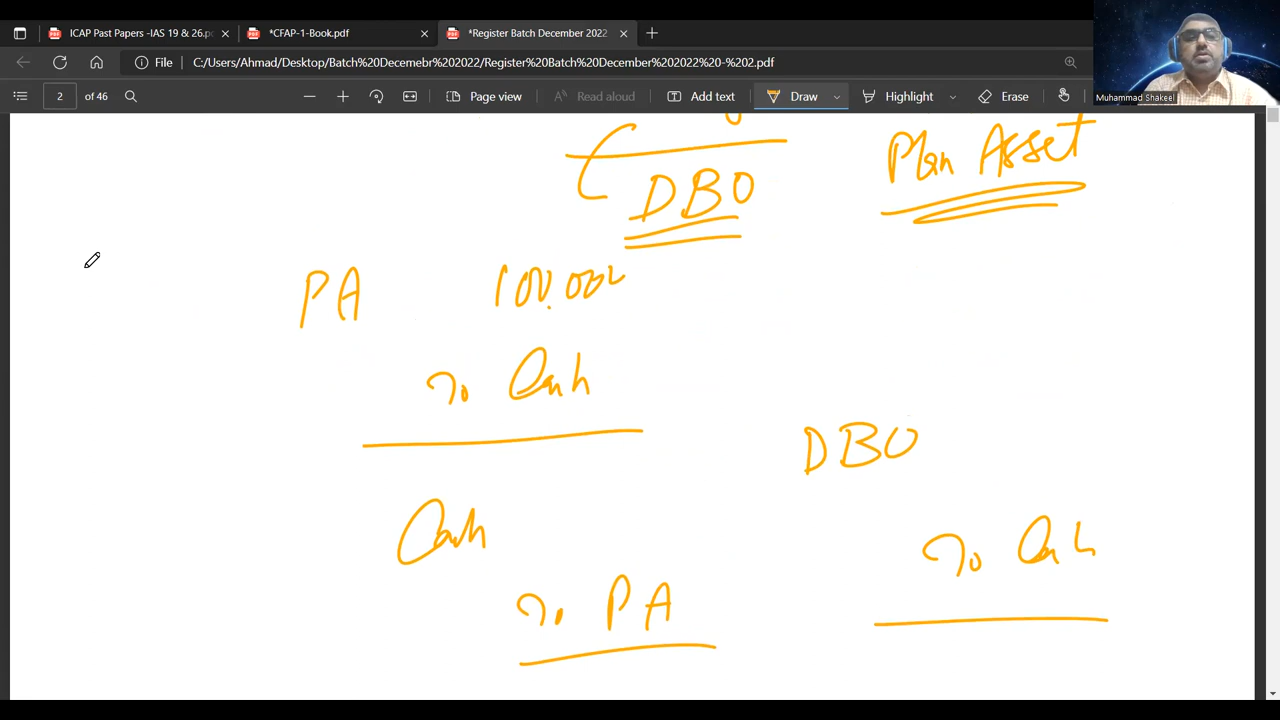 ICAP Past Papers -IAS 19 & 26.p
*CFAP-1-Book.pdf
*Register Batch December 2022
File
C:/Users/Ahmad/Desktop/Batch%20Decemebr%202022/Register%20Batch%20December%202022%20-%202.pdf
Muhammad Shakeel
2 of 46
Page view
Read aloud
Add text
Draw
Highlight
Erase
DBO
Plan Asset
PA 100,000
To Cash
DBO
Cash
To Cash
To PA